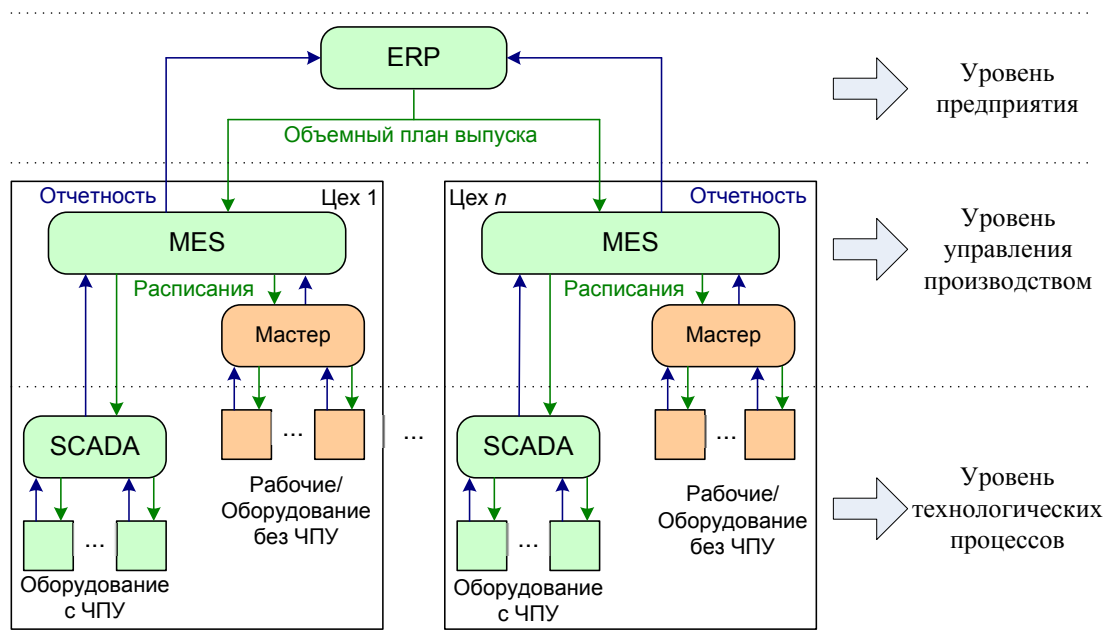 ERP
Уровень
предприятия
Объемный план выпуска
Отчетность
Цех 1
MES
Расписания
Мастер
SCADA
...
...
Рабочие/
Оборудование
без ЧПУ
...
Оборудование
с ЧПУ
...
Цех n
Отчетность
MES
Расписания
Мастер
SCADA
...
Рабочие/
Оборудование
без ЧПУ
...
Оборудование
с ЧПУ
Уровень
управления
производством
Уровень
технологических
процессов